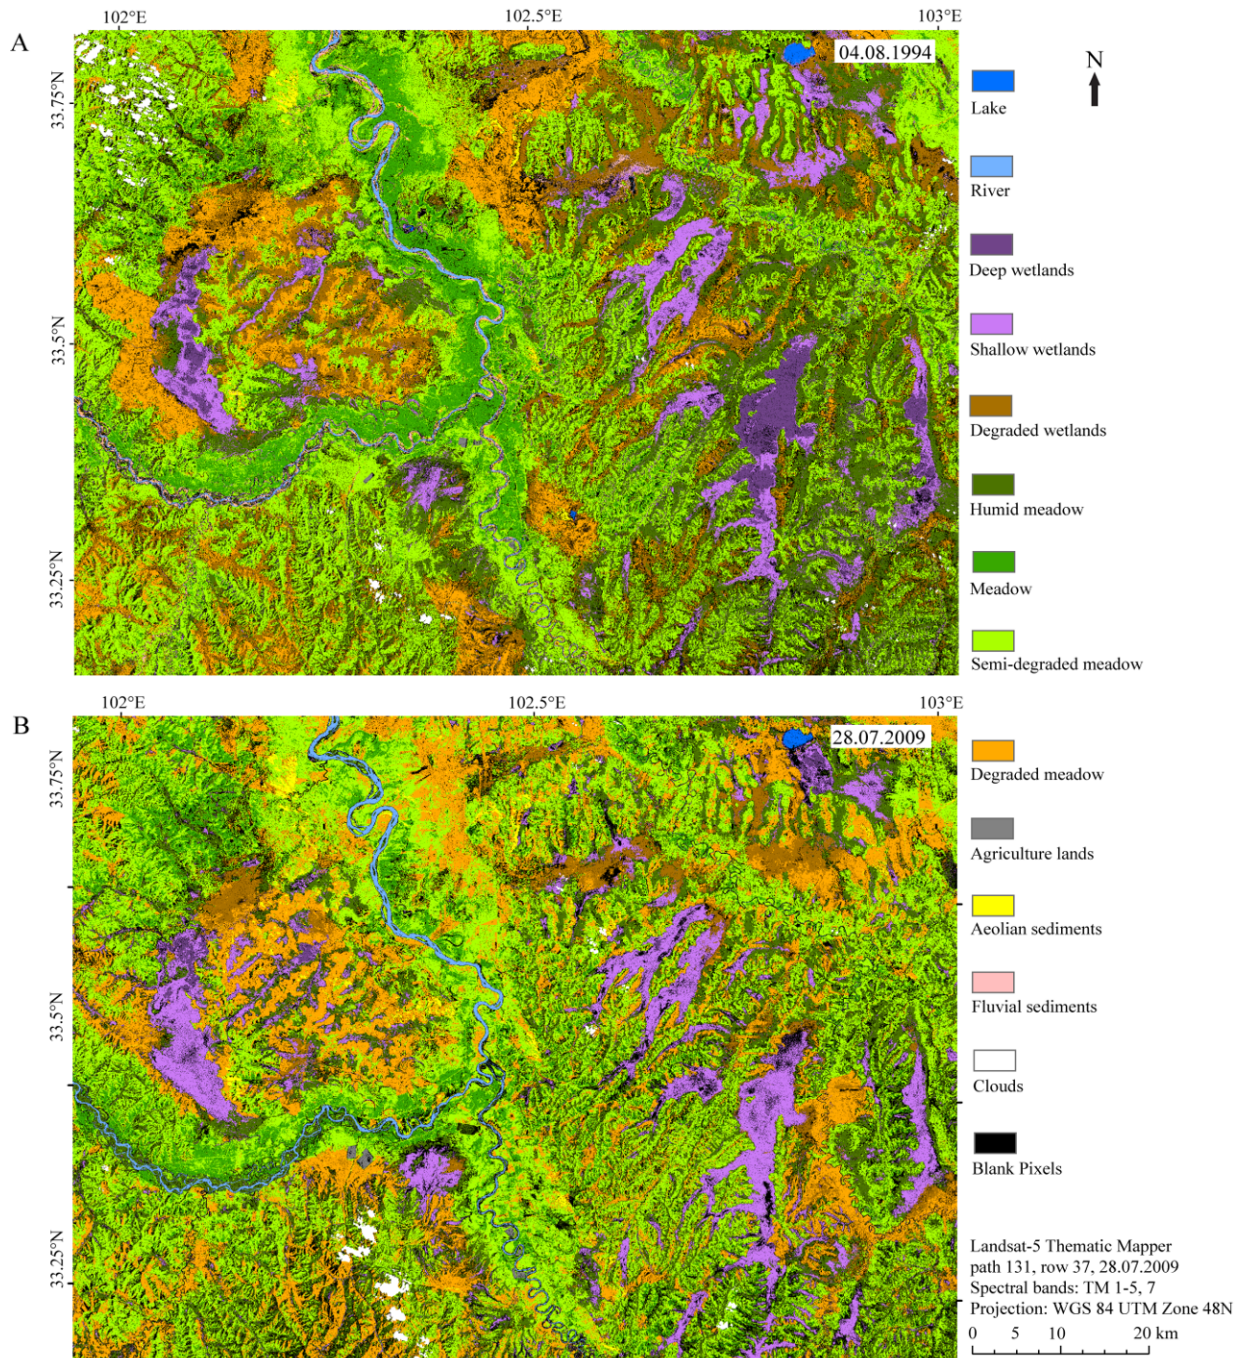 102°E 102.5°E 103°E
A
04.08.1994
N
33.75°N
33.5°N
33.25°N
Lake
River
Deep wetlands
Shallow wetlands
Degraded wetlands
Humid meadow
Meadow
Semi-degraded meadow
B
102°E 102.5°E 103°E
28.07.2009
33.75°N
33.5°N
33.25°N
Degraded meadow
Agriculture lands
Aeolian sediments
Fluvial sediments
Clouds
Blank Pixels
Landsat-5 Thematic Mapper
path 131, row 37, 28.07.2009
Spectral bands: TM 1-5, 7
Projection: WGS 84 UTM Zone 48N
0 5 10 20 km